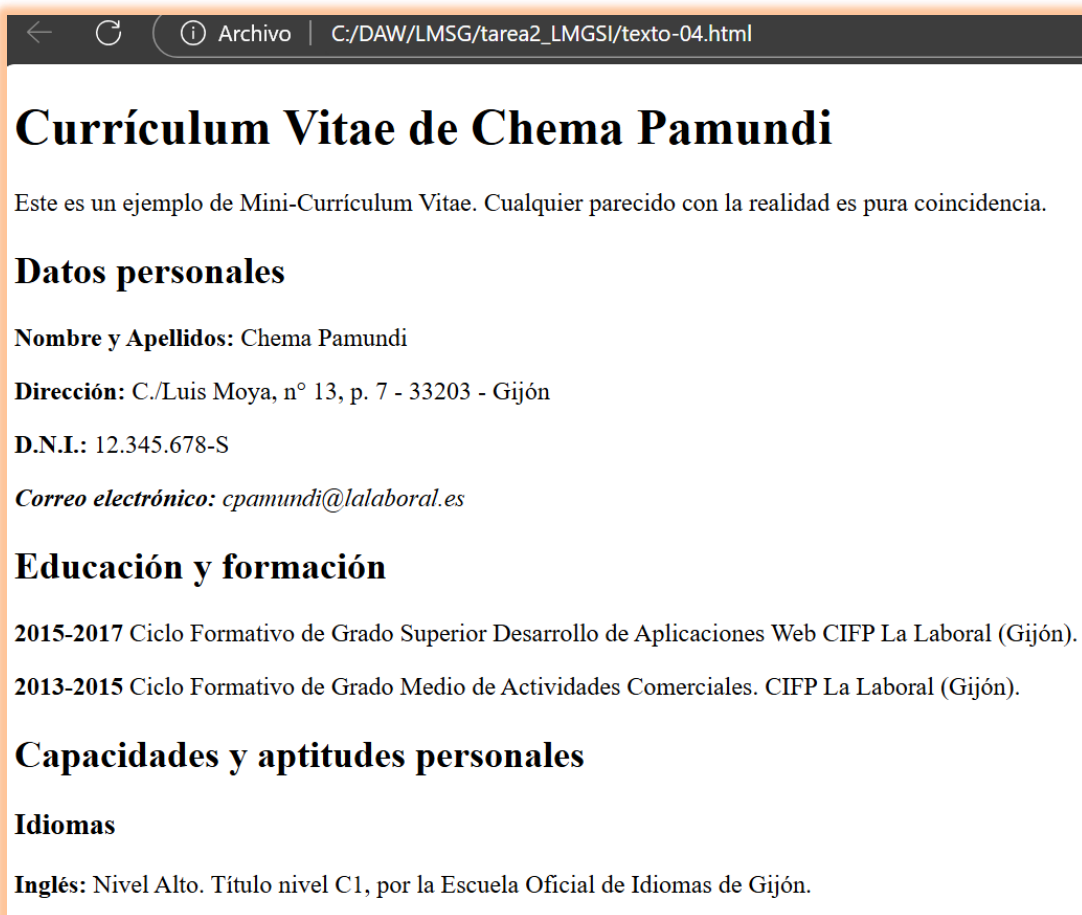 Archivo | C:/DAW/LMSG/tarea2_LMGSI/texto-04.html
Currículum Vitae de Chema Pamundi
Este es un ejemplo de Mini-Currículum Vitae. Cualquier parecido con la realidad es pura coincidencia.
Datos personales
Nombre y Apellidos: Chema Pamundi
Dirección: C./Luis Moya, n° 13, p. 7 - 33203 - Gijón
D.N.I.: 12.345.678-S
Correo electrónico: cpamundi@lalaboral.es
Educación y formación
2015-2017 Ciclo Formativo de Grado Superior Desarrollo de Aplicaciones Web CIFP La Laboral (Gijón).
2013-2015 Ciclo Formativo de Grado Medio de Actividades Comerciales. CIFP La Laboral (Gijón).
Capacidades y aptitudes personales
Idiomas
Inglés: Nivel Alto. Título nivel C1, por la Escuela Oficial de Idiomas de Gijón.